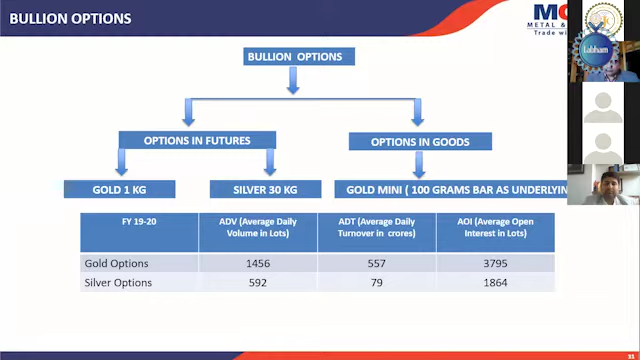 BULLION OPTIONS
METAL &
Trade wi
Labham
BULLION OPTIONS
OPTIONS IN FUTURES
OPTIONS IN GOODS
GOLD 1 KG
SILVER 30 KG
GOLD MINI ( 100 GRAMS BAR AS UNDERLYIN
FY 19-20
ADV (Average Daily
Volume in Lots)
ADT (Average Daily
Turnover in crores)
AOI (Average Open
Interest in Lots)
Gold Options
1456
557
3795
Silver Options
592
79
1864
31